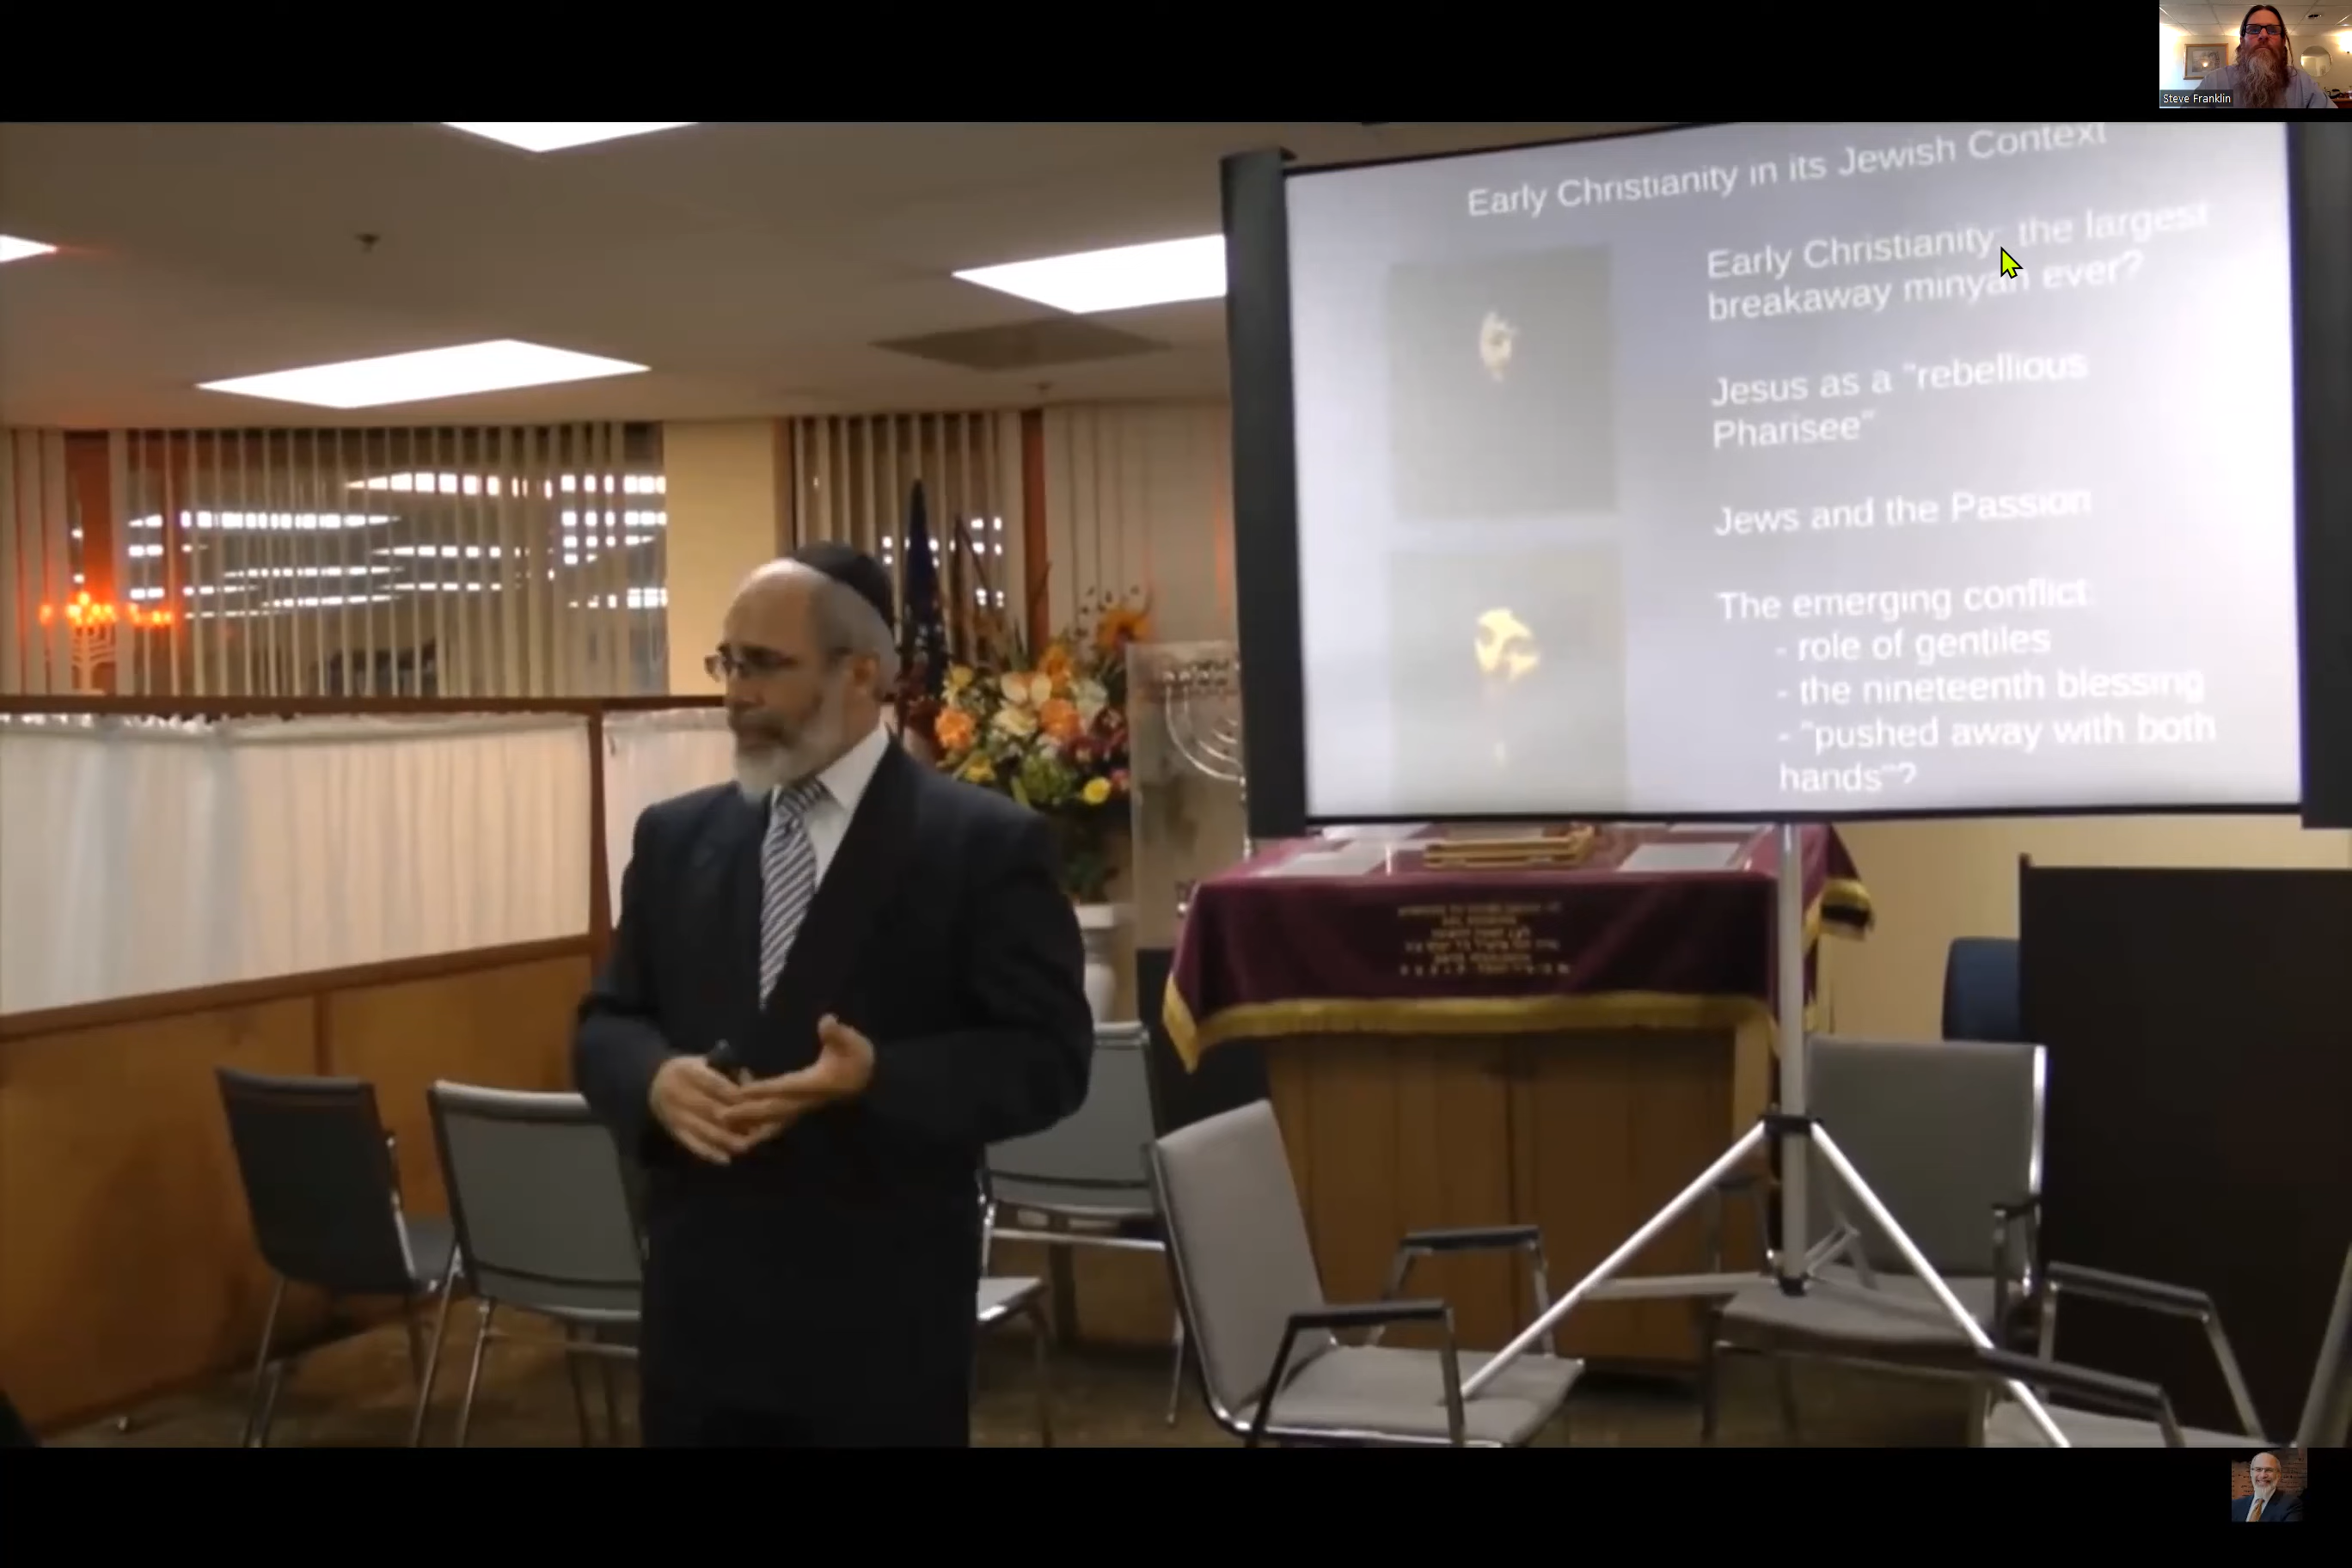 Steve Franklin
Early Christianity in its Jewish Context
Early Christianity: the largest
breakaway minyan ever?
Jesus as a "rebellious
Pharisee"
Jews and the Passion
The emerging conflict:
- role of gentiles
- the nineteenth blessing
- "pushed away with both
hands"?